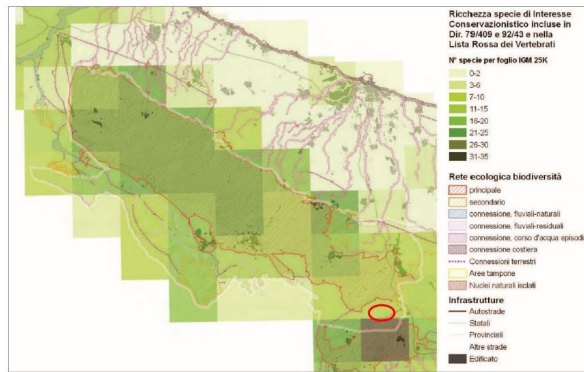 Ricchezza specie di Interesse
Conservazionistico incluse in
Dir. 79/409 e 92/43 e nella
Lista Rossa dei Vertebrati
N° specie per foglio IGM 25K
0-2
3-6
7-10
11-15
16-20
21-25
26-30
31-35
Rete ecologica biodiversità
principale
secondario
connessione, fluviali-naturali
connessione, fluviali-residuali
connessione, corso d'acqua episodi
connessione costiera
Connessioni terrestri
Aree tampone
Nuclei naturali isolati
Infrastrutture
Autostrade
Statali
Provinciali
Altre strade
Edificato